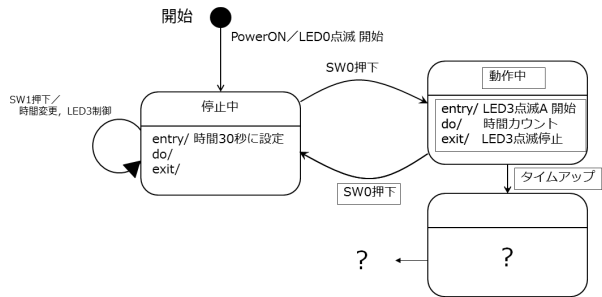 開始
PowerON／LED0点滅 開始
SW0押下
動作中
SW1押下／
時間変更，LED3制御
停止中
entry/ LED3点滅A 開始
do/ 時間カウント
exit/ LED3点滅停止
entry/ 時間30秒に設定
do/
exit/
SW0押下
タイムアップ
?
?